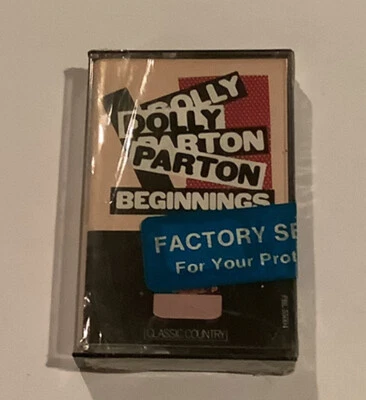 DOLLY
DOLLY
PARTON
PARTON
BEGINNINGS
FACTORY SE
For Your Prot
[CLASSIC COUNTRY]